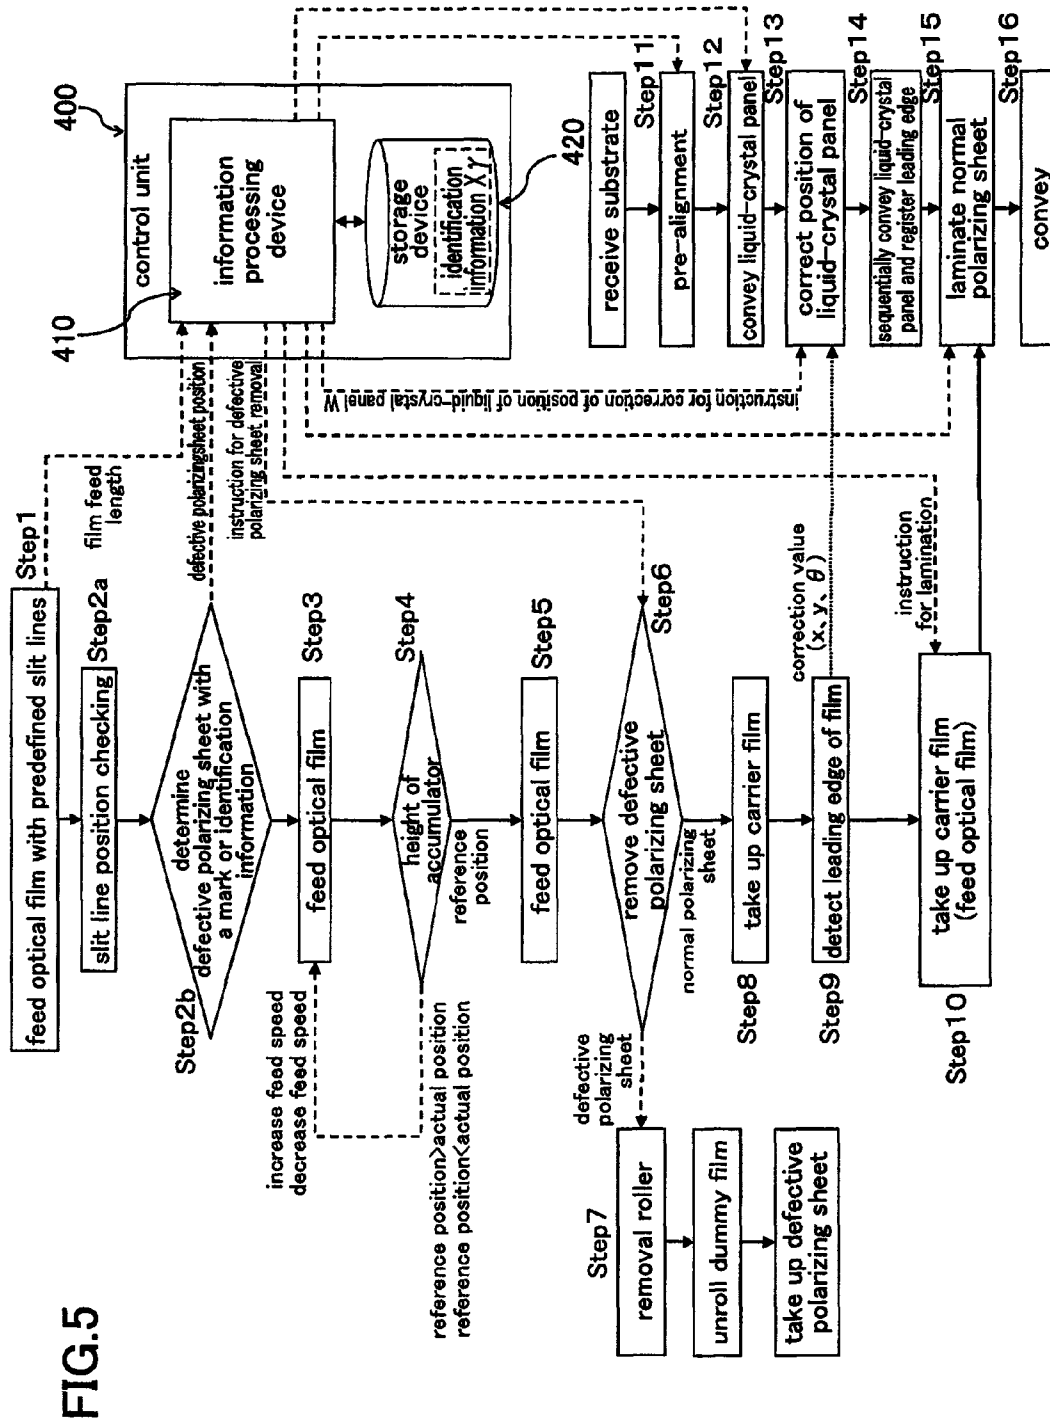 FIG.5
feed optical film with predefined slit lines
Step1
slit line position checking
Step2a
film feed
length
determine
defective polarizing sheet with
a mark or identification
information
Step2b
defective polarizing sheet position
feed optical film
Step3
increase feed speed
decrease feed speed
height of
accumulator
Step4
reference position>actual position
reference position<actual position
reference
position
feed optical film
Step5
instruction for defective
polarizing sheet removal
remove defective
polarizing sheet
Step6
defective
polarizing
sheet
normal polarizing
sheet
Step7
removal roller
unroll dummy film
take up defective
polarizing sheet
take up carrier film
Step8
detect leading edge of film
Step9
correction value
(x、y、θ)
take up carrier film
(feed optical film)
Step10
instruction
for lamination
400
control unit
410
information
processing
device
storage
device
identification
information Xγ
420
instruction for correction of position of liquid-crystal panel W
receive substrate
Step11
pre-alignment
Step12
convey liquid-crystal panel
Step13
correct position of
liquid-crystal panel
Step14
sequentially convey liquid-crystal
panel and register leading edge
Step15
laminate normal
polarizing sheet
Step16
convey